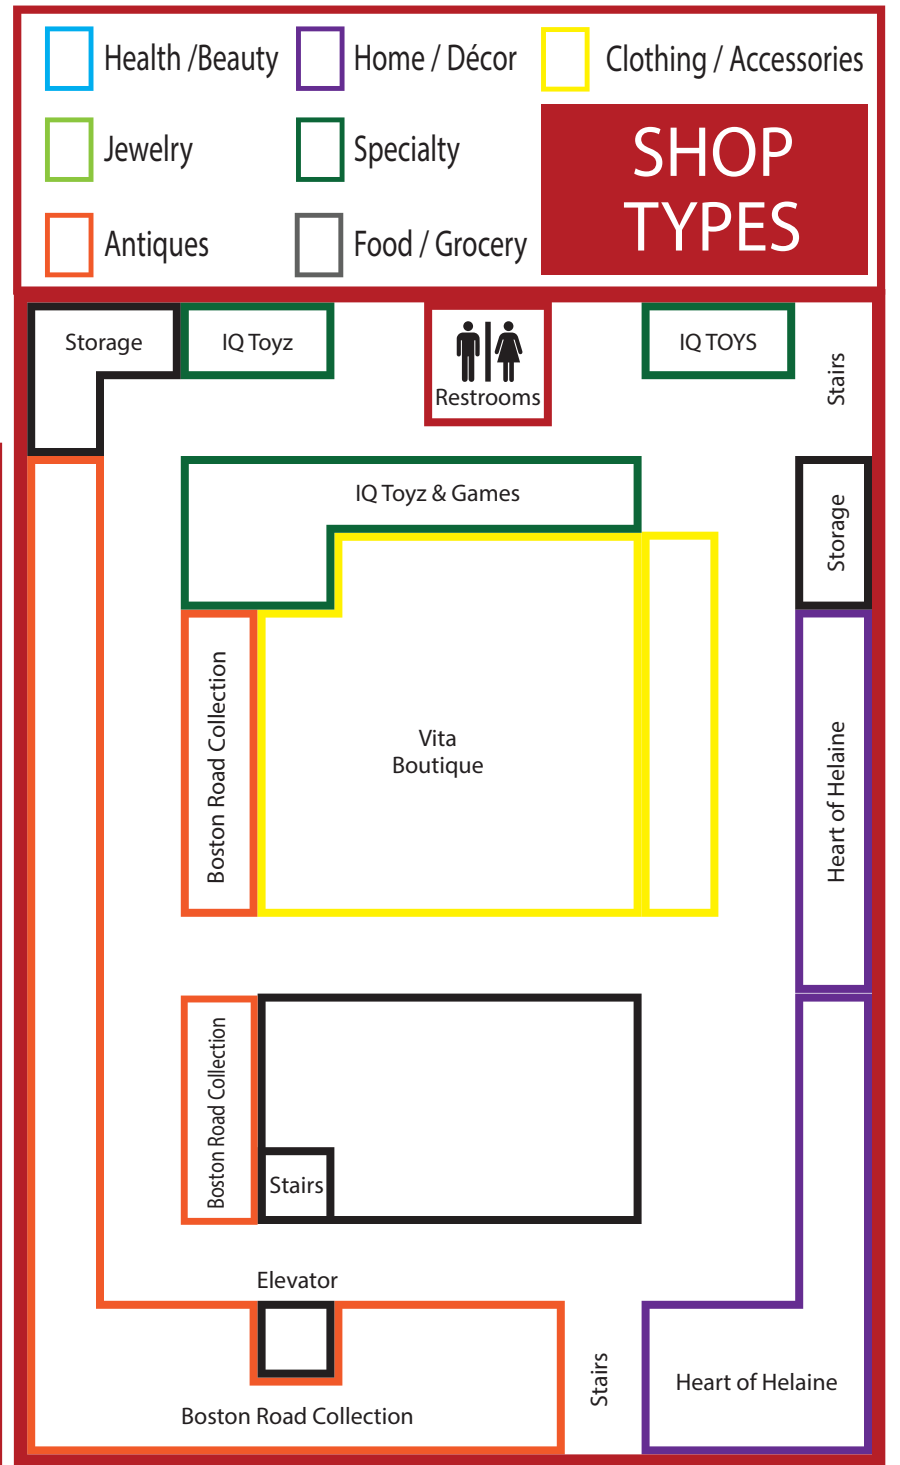 Health /Beauty
Home / Décor
Clothing / Accessories
Jewelry
Specialty
SHOP
TYPES
Antiques
Food / Grocery
Storage
IQ Toyz
Restrooms
IQ TOYS
Stairs
IQ Toyz & Games
Storage
Boston Road Collection
Vita
Boutique
Heart of Helaine
Boston Road Collection
Stairs
Elevator
Stairs
Heart of Helaine
Boston Road Collection